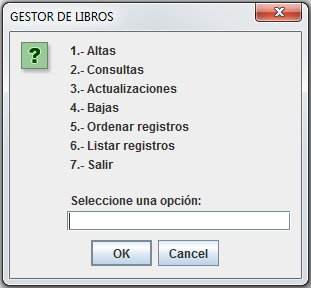 GESTOR DE LIBROS
?
1.- Altas
2.- Consultas
3.- Actualizaciones
4.- Bajas
5.- Ordenar registros
6.- Listar registros
7.- Salir
Seleccione una opción:
OK Cancel